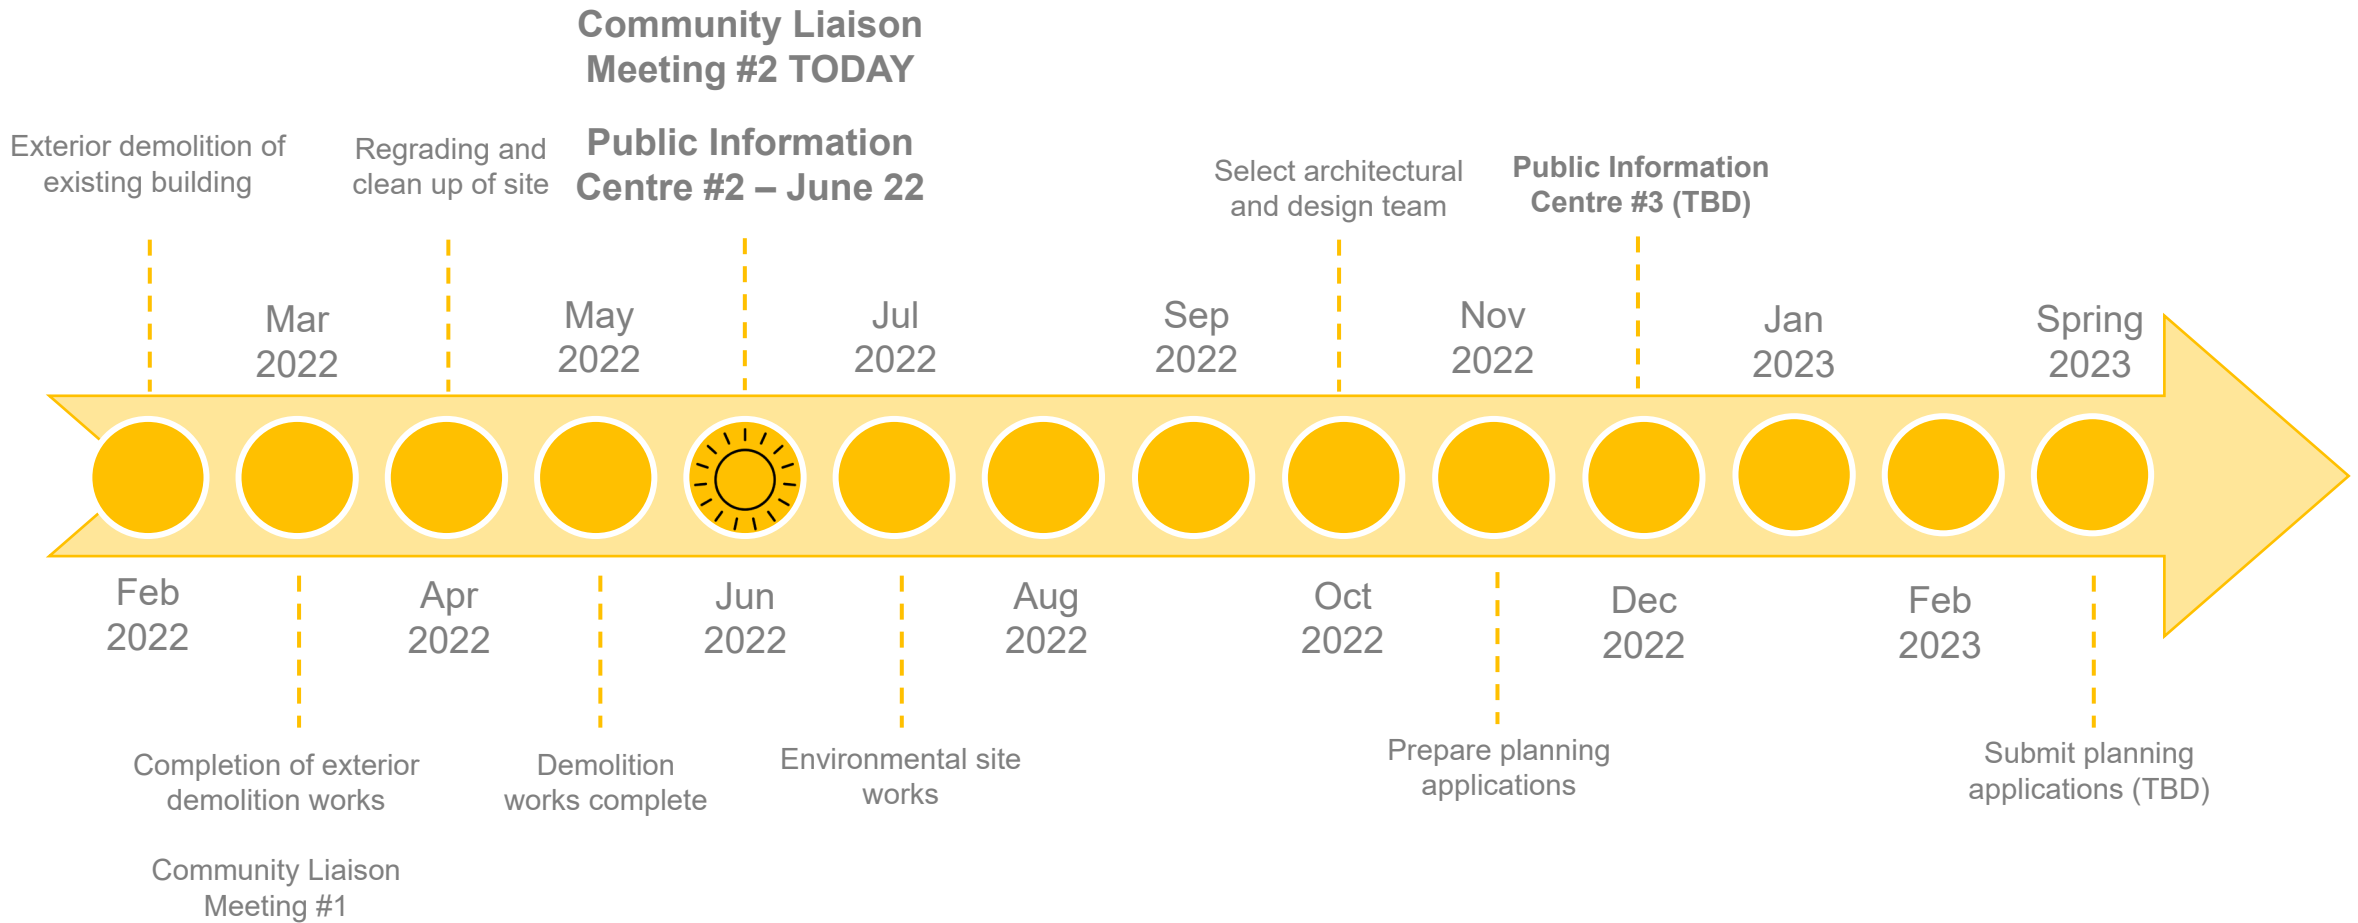 Community Liaison
Meeting #2 TODAY
Public Information
Centre #2 – June 22
Exterior demolition of
existing building
Regrading and
clean up of site
Select architectural
and design team
Public Information
Centre #3 (TBD)
Mar
2022
May
2022
Jul
2022
Sep
2022
Nov
2022
Jan
2023
Spring
2023
Feb
2022
Apr
2022
Jun
2022
Aug
2022
Oct
2022
Dec
2022
Feb
2023
Completion of exterior
demolition works
Community Liaison
Meeting #1
Demolition
works complete
Environmental site
works
Prepare planning
applications
Submit planning
applications (TBD)